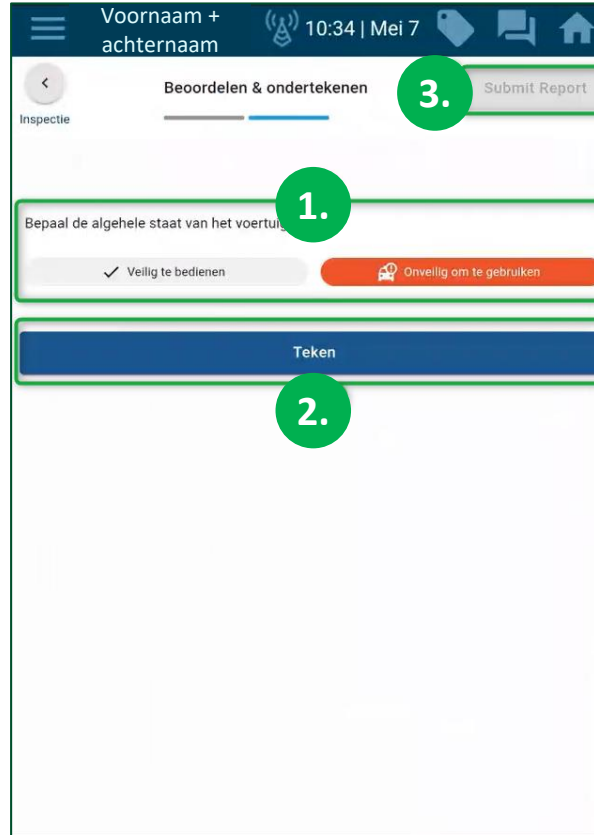 Voornaam +
achternaam
10:34 | Mei 7
Beoordelen & ondertekenen
3.
Submit Report
Inspectie
1.
Bepaal de algehele staat van het voertuig
Veilig te bedienen
Onveilig om te gebruiken
Teken
2.